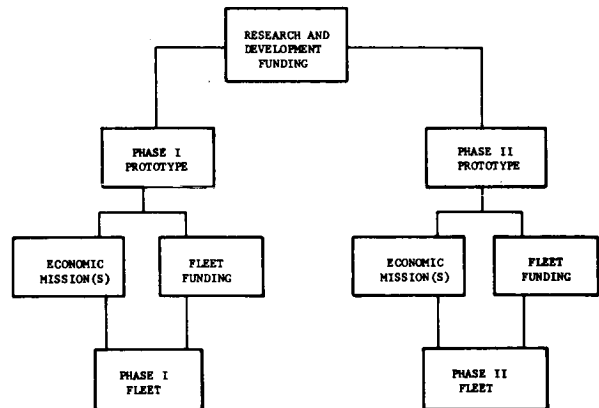 RESEARCH AND
DEVELOPMENT
FUNDING
PHASE I
PROTOTYPE
PHASE II
PROTOTYPE
ECONOMIC
MISSION(S)
FLEET
FUNDING
ECONOMIC
MISSION(S)
FLEET
FUNDING
PHASE I
FLEET
PHASE II
FLEET